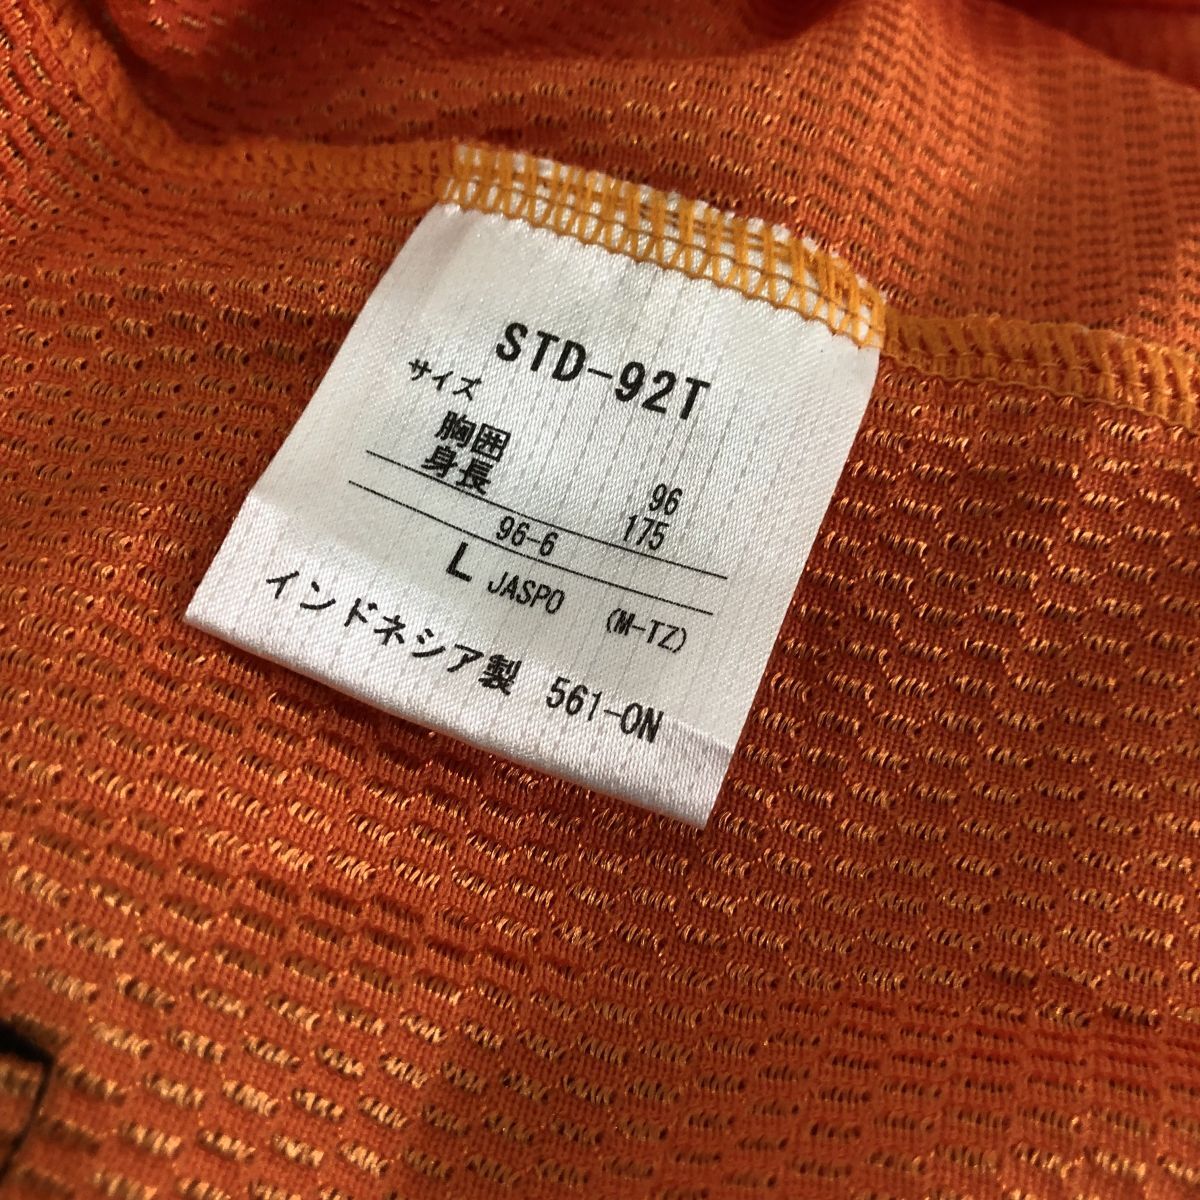 STD-92T
サイズ
胸囲 96
身長 175
96-6
L JASPO (M-TZ)
インドネシア製 561-ON